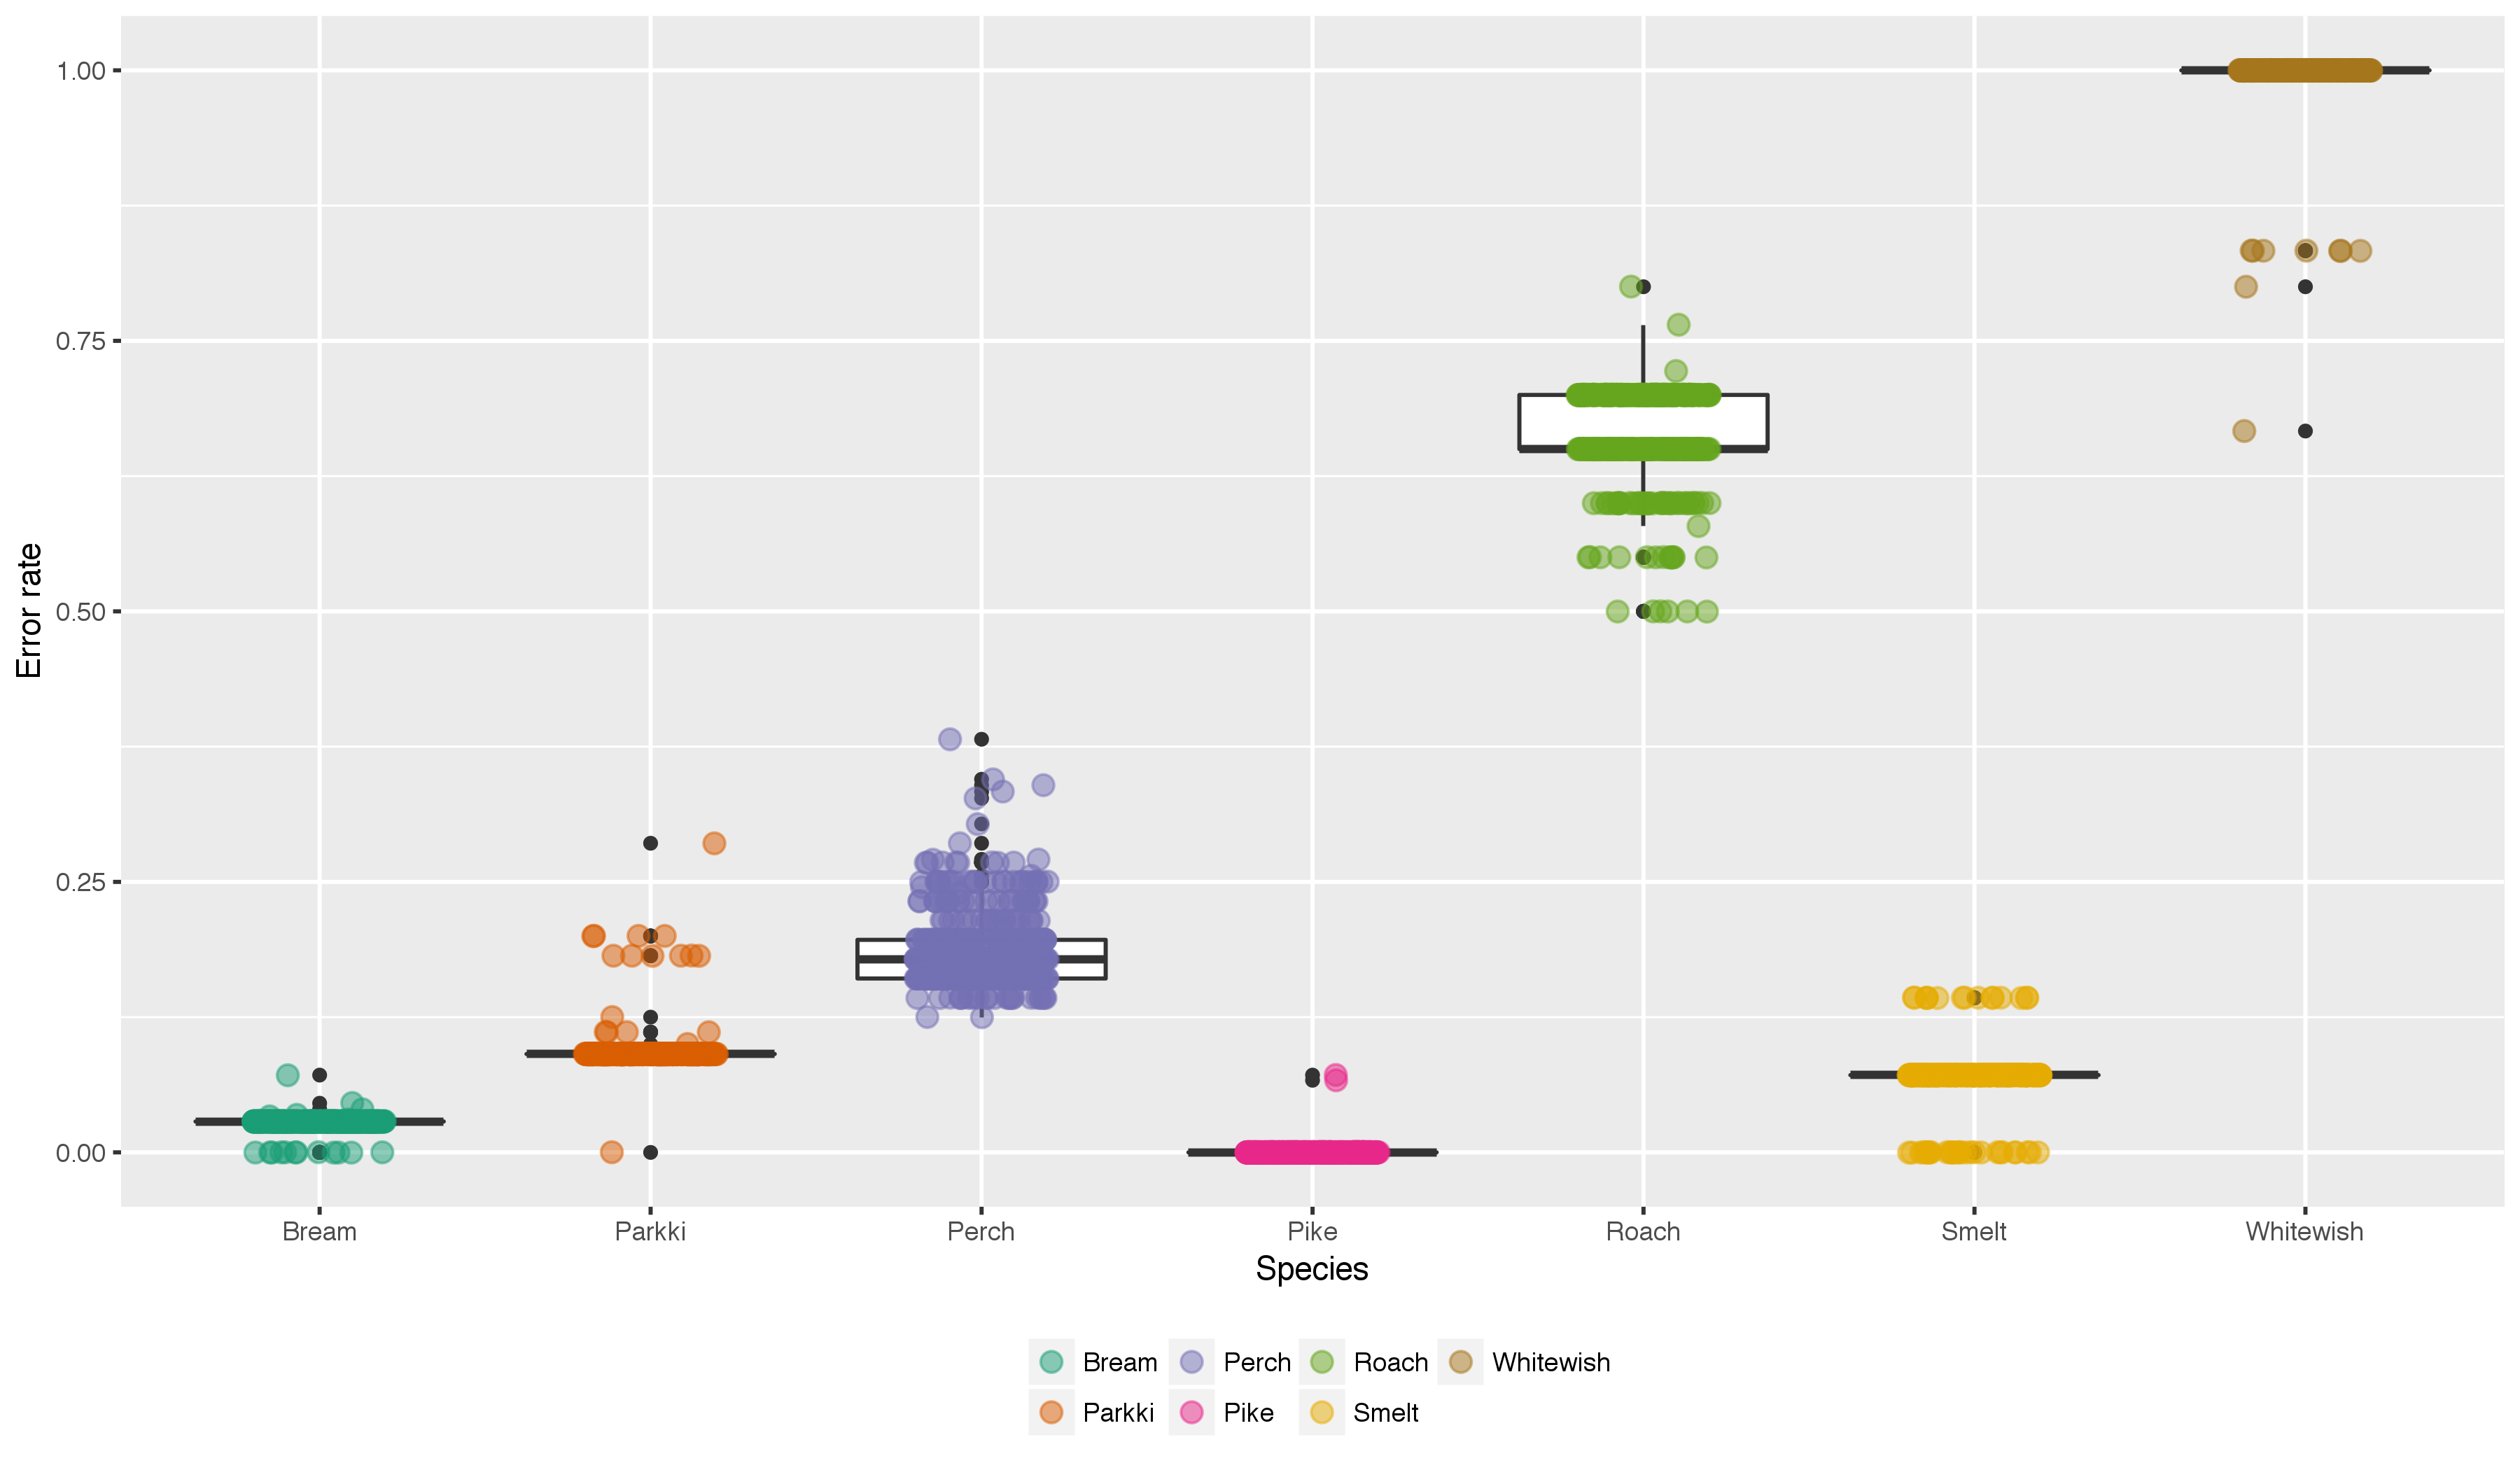 1.00
0.75
0.50
0.25
0.00
Error rate
Bream Parkki Perch Pike Roach Smelt Whitewish
Species
Bream Perch Roach Whitewish
Parkki Pike Smelt